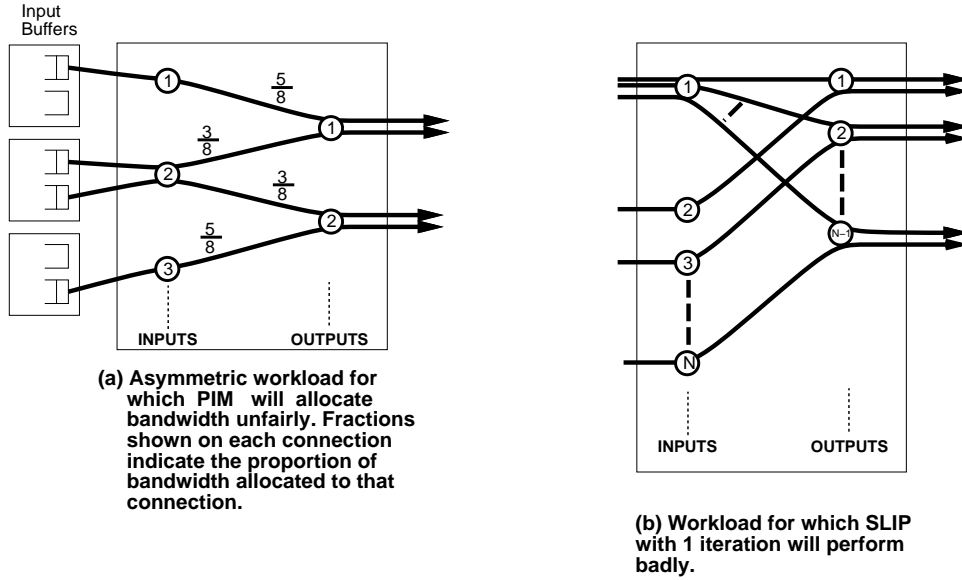 Input
Buffers
1
2
3
5
8
3
8
3
8
5
8
1
2
INPUTS
OUTPUTS
(a) Asymmetric workload for
which PIM will allocate
bandwidth unfairly. Fractions
shown on each connection
indicate the proportion of
bandwidth allocated to that
connection.
1
2
3
N
1
2
N–1
INPUTS
OUTPUTS
(b) Workload for which SLIP
with 1 iteration will perform
badly.